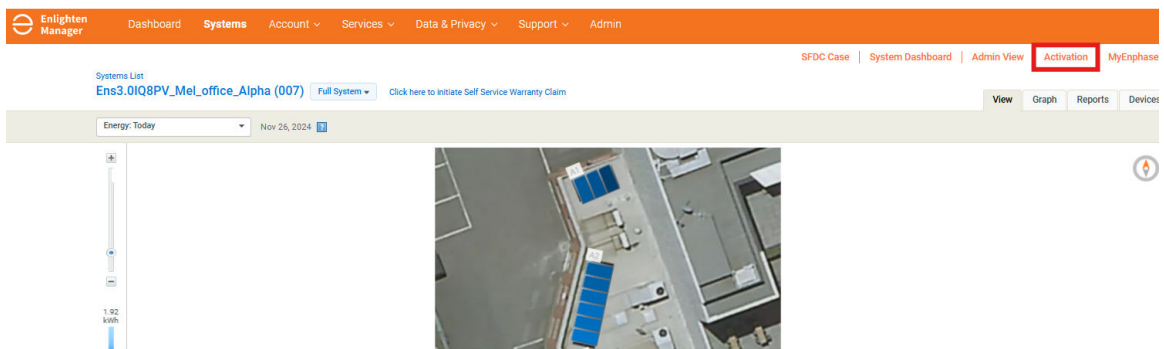 Enlighten Manager Dashboard Systems Account Services Data & Privacy Support Admin
SFDC Case | System Dashboard | Admin View Activation MyEnphase
Systems List
Ens3.0IQ8PV_Mel_office_Alpha (007) Full System Click here to initiate Self Service Warranty Claim
View Graph Reports Devices
Energy: Today Nov 26, 2024 ?
+
A1
A2
1.92
kWh